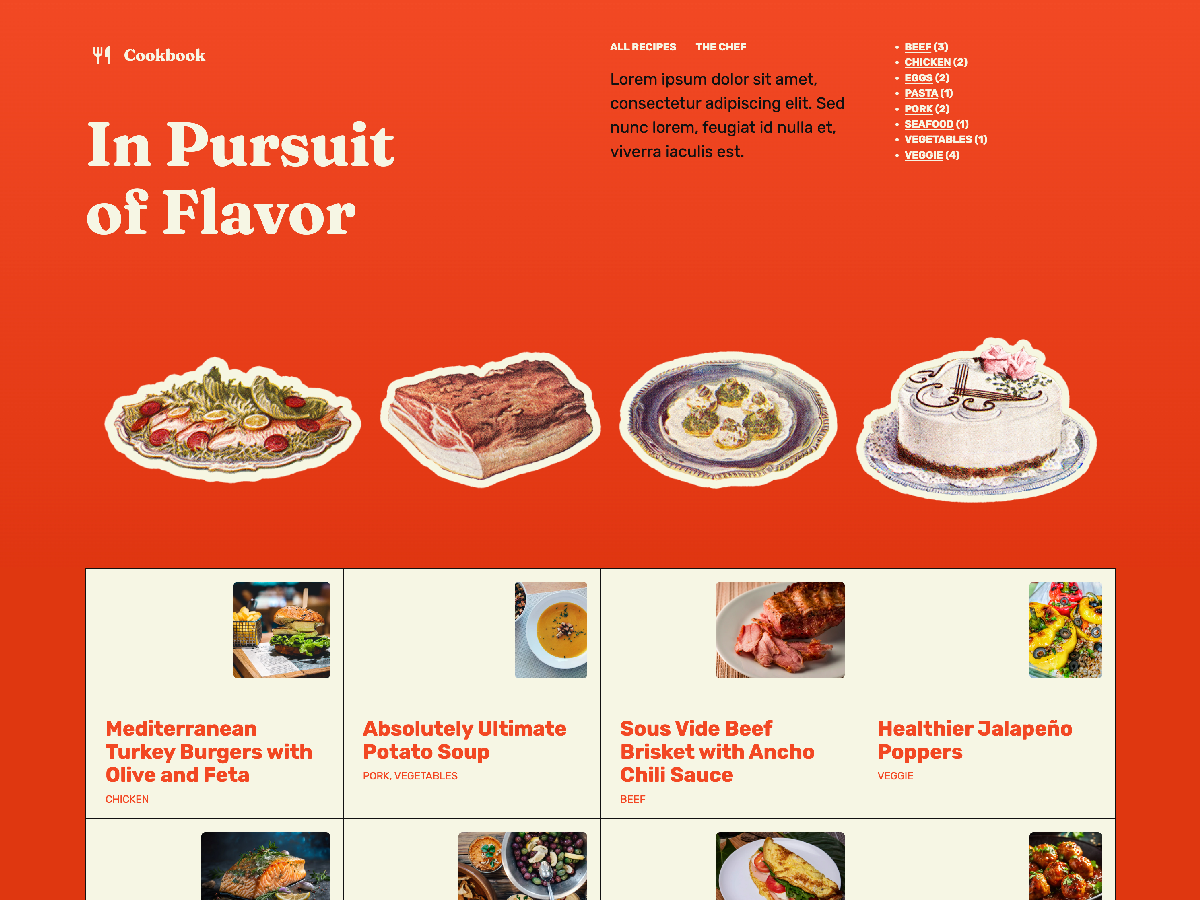 Cookbook
In Pursuit
of Flavor
ALL RECIPES THE CHEF
Lorem ipsum dolor sit amet,
consectetur adipiscing elit. Sed
nunc lorem, feugiat id nulla et,
viverra iaculis est.
• BEEF (3)
• CHICKEN (2)
• EGGS (2)
• PASTA (1)
• PORK (2)
• SEAFOOD (1)
• VEGETABLES (1)
• VEGGIE (4)
Mediterranean
Turkey Burgers with
Olive and Feta
CHICKEN
Absolutely Ultimate
Potato Soup
PORK, VEGETABLES
Sous Vide Beef
Brisket with Ancho
Chili Sauce
BEEF
Healthier Jalapeño
Poppers
VEGGIE